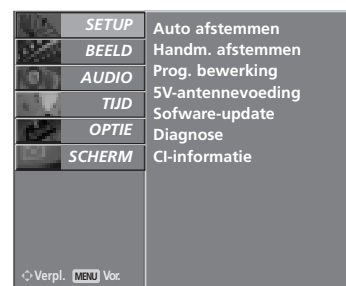 SETUP
BEELD
AUDIO
TIJD
OPTIE
SCHERM
Auto afstemmen
Handm. afstemmen
Prog. bewerking
5V-antennevoeding
Sofware-update
Diagnose
CI-informatie
Verpl. MENU Vor.